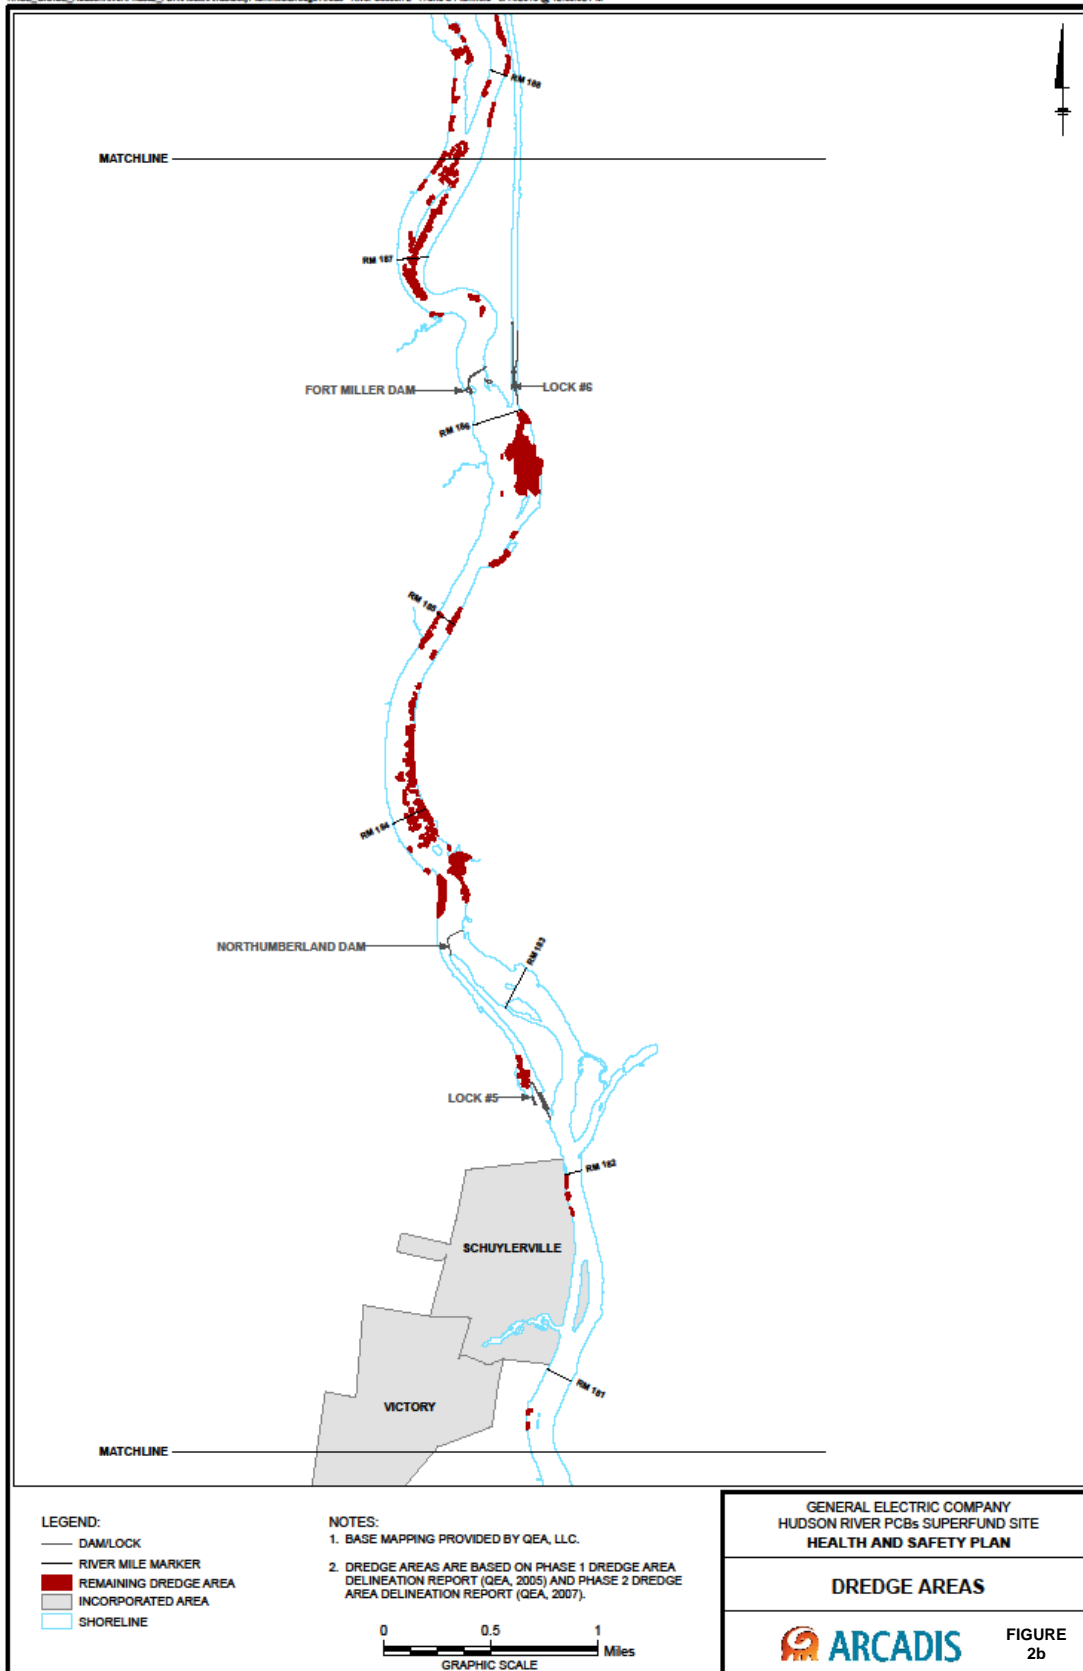 RM 188
MATCHLINE
RM 187
FORT MILLER DAM
LOCK #6
RM 186
RM 185
RM 184
NORTHUMBERLAND DAM
RM 183
LOCK #5
RM 182
SCHUYLERVILLE
RM 181
VICTORY
MATCHLINE
LEGEND:
DAM/LOCK
RIVER MILE MARKER
REMAINING DREDGE AREA
INCORPORATED AREA
SHORELINE
NOTES:
1. BASE MAPPING PROVIDED BY QEA, LLC.
2. DREDGE AREAS ARE BASED ON PHASE 1 DREDGE AREA
DELINEATION REPORT (QEA, 2005) AND PHASE 2 DREDGE
AREA DELINEATION REPORT (QEA, 2007).
0 0.5 1
Miles
GRAPHIC SCALE
GENERAL ELECTRIC COMPANY
HUDSON RIVER PCBs SUPERFUND SITE
HEALTH AND SAFETY PLAN
DREDGE AREAS
ARCADIS
FIGURE
2b